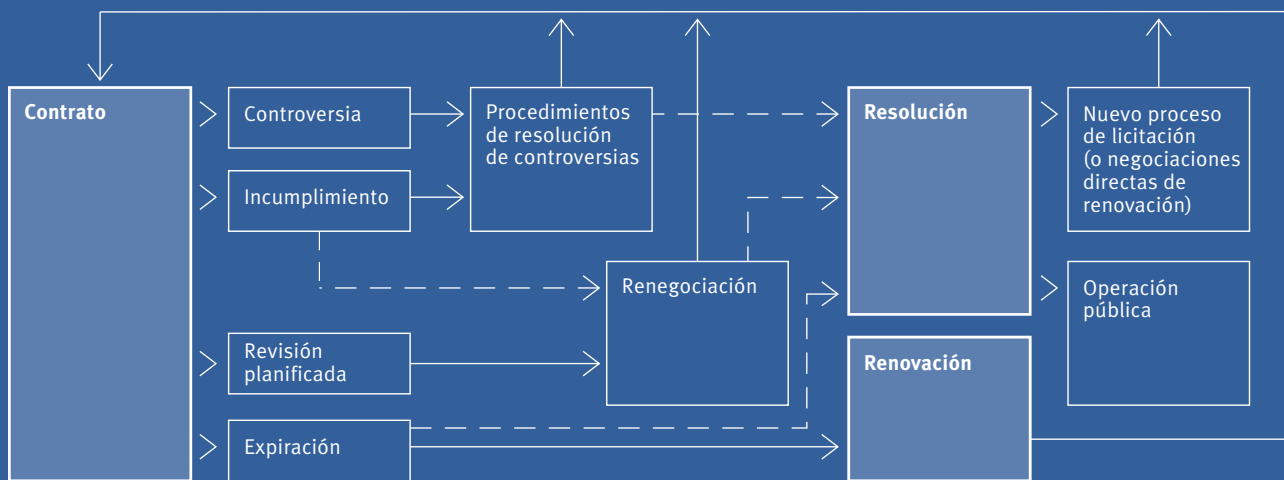 Contrato
Controversia
Procedimientos
de resolución
de controversias
Resolución
Nuevo proceso
de licitación
(o negociaciones
directas de
renovación)
Incumplimiento
Renegociación
Operación
pública
Revisión
planificada
Renovación
Expiración